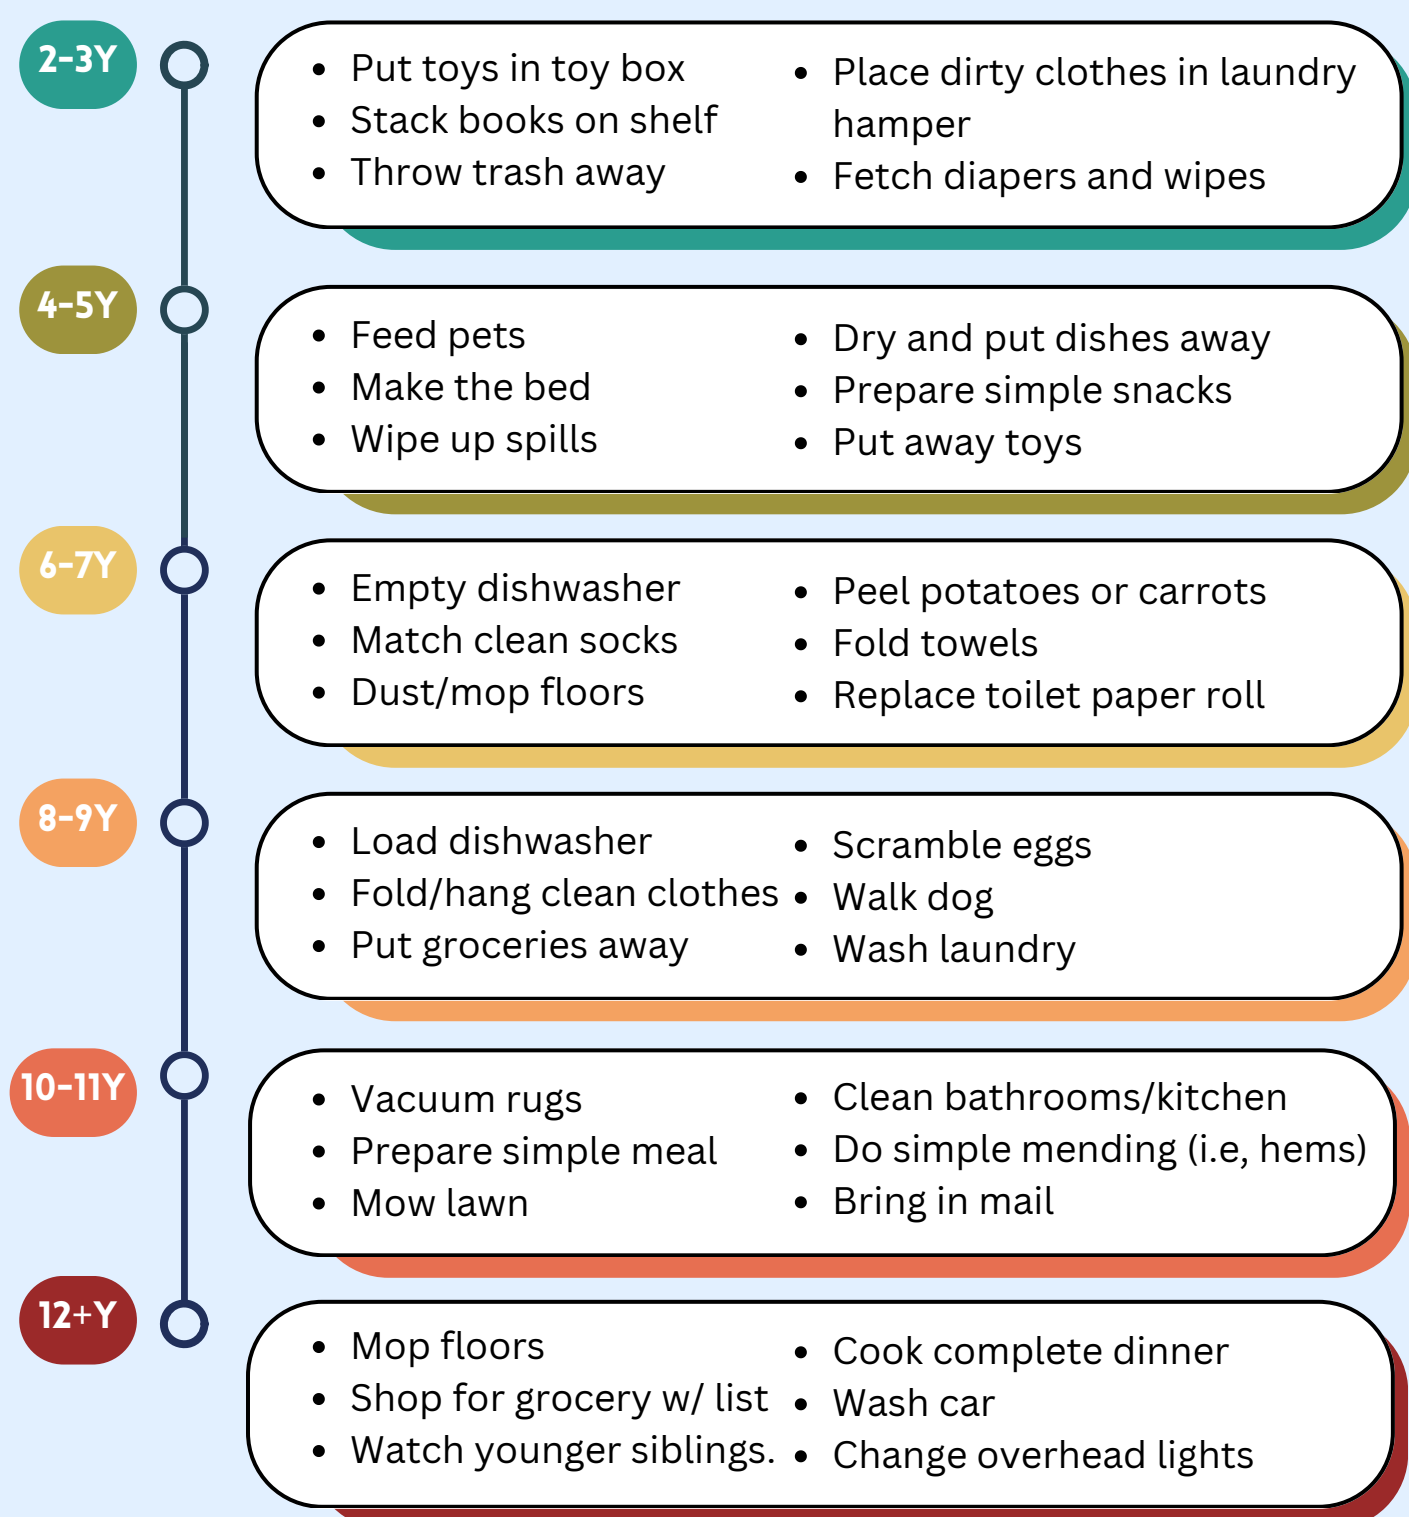 2-3Y
• Put toys in toy box
• Stack books on shelf
• Throw trash away
• Place dirty clothes in laundry
hamper
• Fetch diapers and wipes
4-5Y
• Feed pets
• Make the bed
• Wipe up spills
• Dry and put dishes away
• Prepare simple snacks
• Put away toys
6-7Y
• Empty dishwasher
• Match clean socks
• Dust/mop floors
• Peel potatoes or carrots
• Fold towels
• Replace toilet paper roll
8-9Y
• Load dishwasher
• Fold/hang clean clothes
• Put groceries away
• Scramble eggs
• Walk dog
• Wash laundry
10-11Y
• Vacuum rugs
• Prepare simple meal
• Mow lawn
• Clean bathrooms/kitchen
• Do simple mending (i.e, hems)
• Bring in mail
12+Y
• Mop floors
• Shop for grocery w/ list
• Watch younger siblings.
• Cook complete dinner
• Wash car
• Change overhead lights